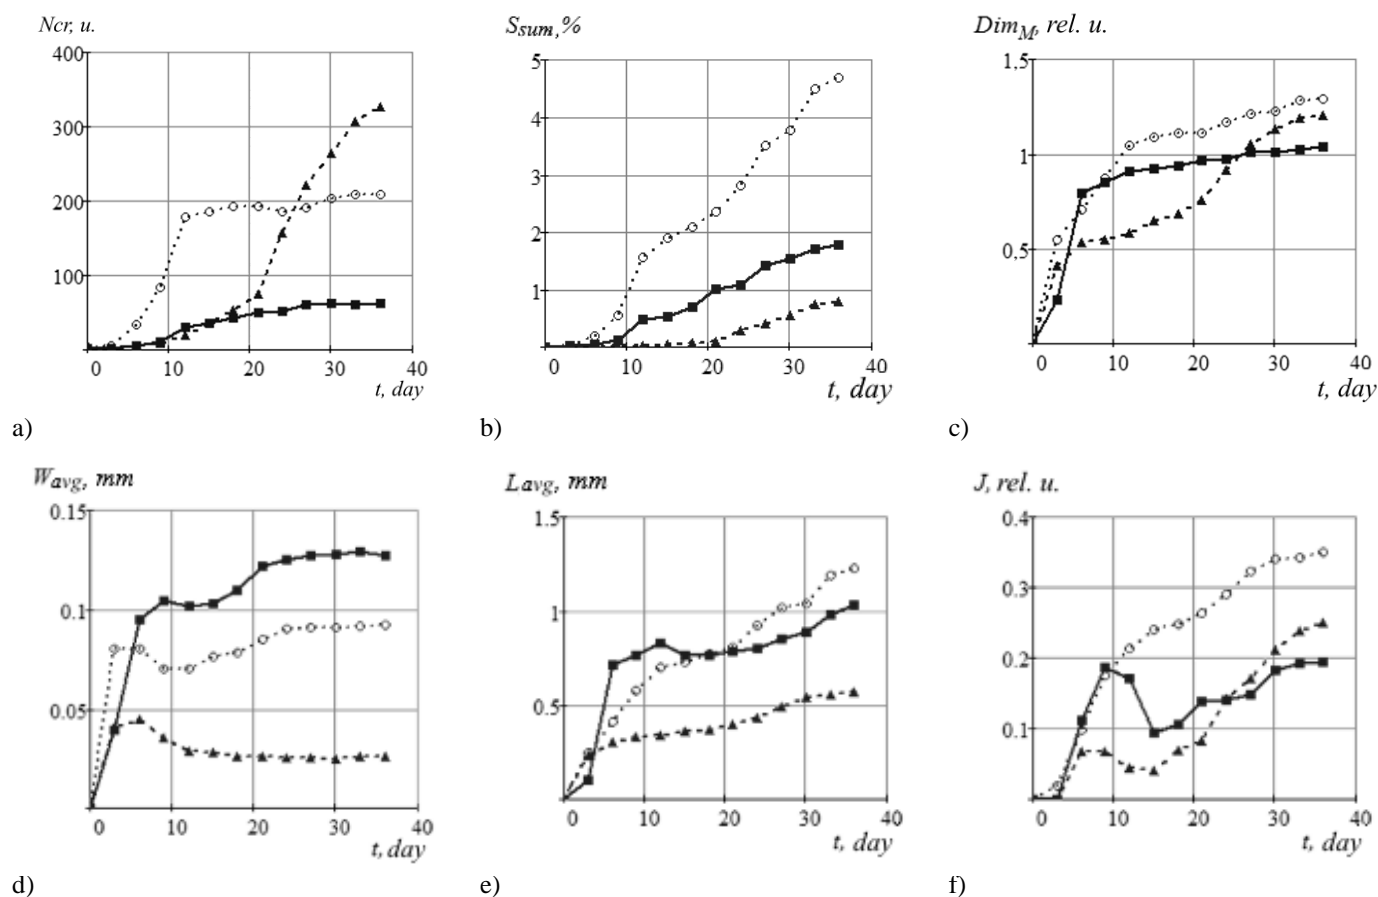 Ncr, u.
400
300
200
100
0 10 20 30 40
t, day
a)
Ssum,%
5
4
3
2
1
0 10 20 30 40
t, day
b)
DimMP, rel. u.
1,5
1
0,5
0 10 20 30 40
t, day
c)
Wavg, mm
0.15
0.1
0.05
0 10 20 30 40
t, day
d)
Lavg, mm
1.5
1
0.5
0 10 20 30 40
t, day
e)
J, rel. u.
0.4
0.3
0.2
0.1
0 10 20 30 40
t, day
f)